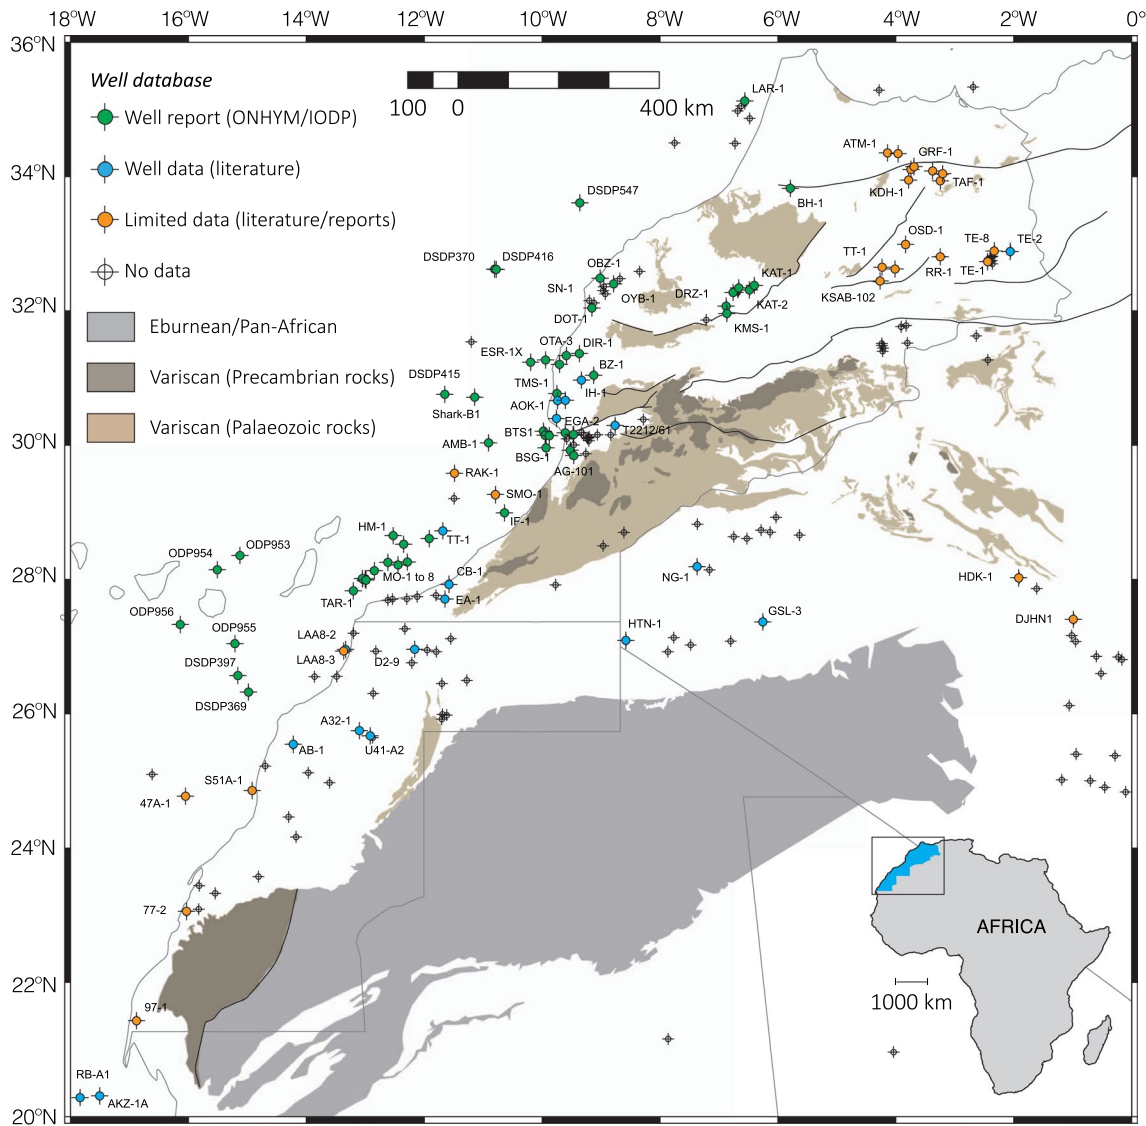 18°W 16°W 14°W 12°W 10°W 8°W 6°W 4°W 2°W 0°
36°N
Well database
Well report (ONHYM/IODP)
Well data (literature)
Limited data (literature/reports)
No data
Eburnean/Pan-African
Variscan (Precambrian rocks)
Variscan (Palaeozoic rocks)
100 0 400 km
34°N
32°N
30°N
28°N
26°N
24°N
22°N
20°N
LAR-1
ATM-1
GRF-1
KDH-1
TAF-1
BH-1
DSDP547
OSD-1
TE-8
TE-2
TT-1
RR-1
TE-1
KSAB-102
DSDP370
DSDP416
OBZ-1
SN-1
OYB-1
DOT-1
DRZ-1
KAT-1
KAT-2
KMS-1
OTA-3
DIR-1
ESR-1X
BZ-1
DSDP415
TMS-1
IH-1
Shark-B1
AOK-1
EGA-2
T2212/61
BTS1
AMB-1
BSG-1
AG-101
RAK-1
SMO-1
IF-1
HM-1
TT-1
ODP954
ODP953
MO-1 to 8
CB-1
TAR-1
EA-1
NG-1
HDK-1
ODP956
ODP955
LAA8-2
LAA8-3
D2-9
HTN-1
GSL-3
DJHN1
DSDP397
DSDP369
A32-1
AB-1
U41-A2
S51A-1
47A-1
77-2
97-1
RB-A1
AKZ-1A
AFRICA
1000 km